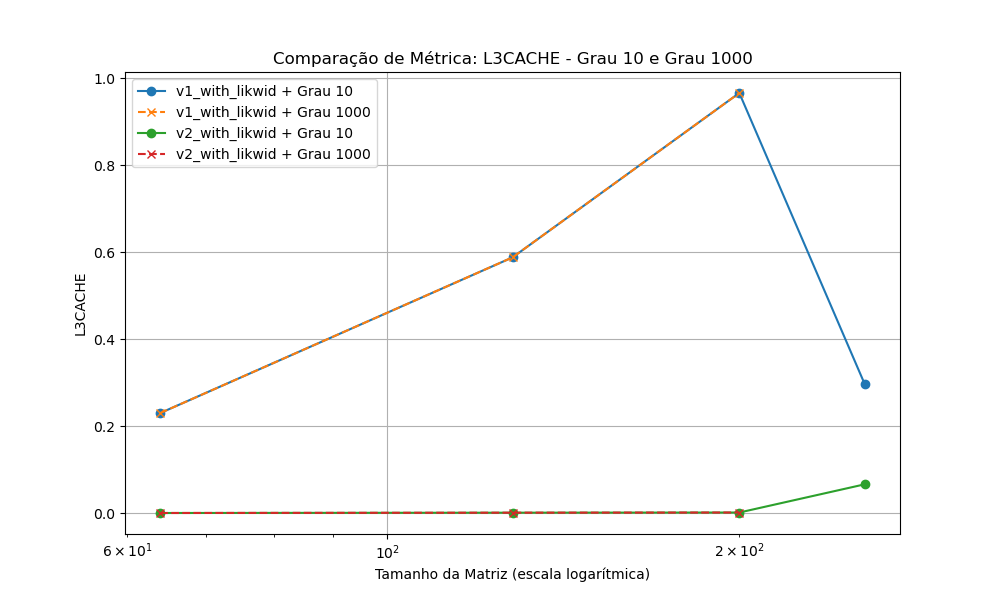 Comparação de Métrica: L3CACHE - Grau 10 e Grau 1000
v1_with_likwid + Grau 10
v1_with_likwid + Grau 1000
v2_with_likwid + Grau 10
v2_with_likwid + Grau 1000
L3CACHE
1.0
0.8
0.6
0.4
0.2
0.0
6 × 10¹
10²
2 × 10²
Tamanho da Matriz (escala logarítmica)